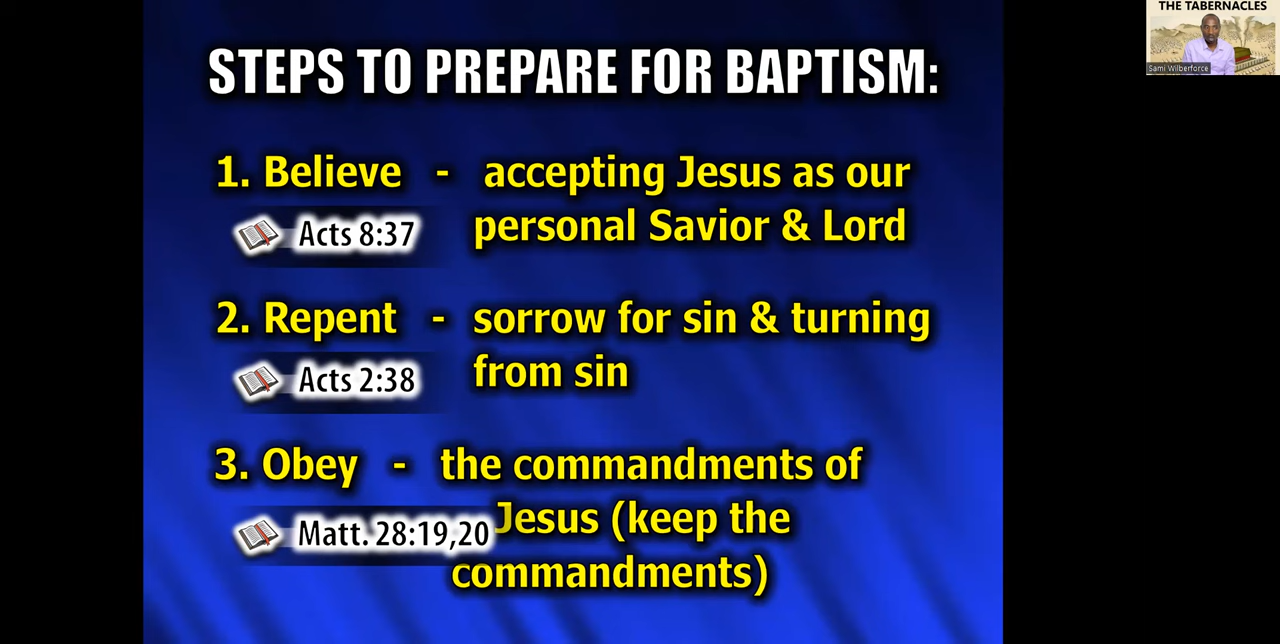 THE TABERNACLES
Sami Wilberforce
STEPS TO PREPARE FOR BAPTISM:
1. Believe - accepting Jesus as our
Acts 8:37 personal Savior & Lord
2. Repent - sorrow for sin & turning
Acts 2:38 from sin
3. Obey - the commandments of
Matt. 28:19,20 Jesus (keep the
commandments)